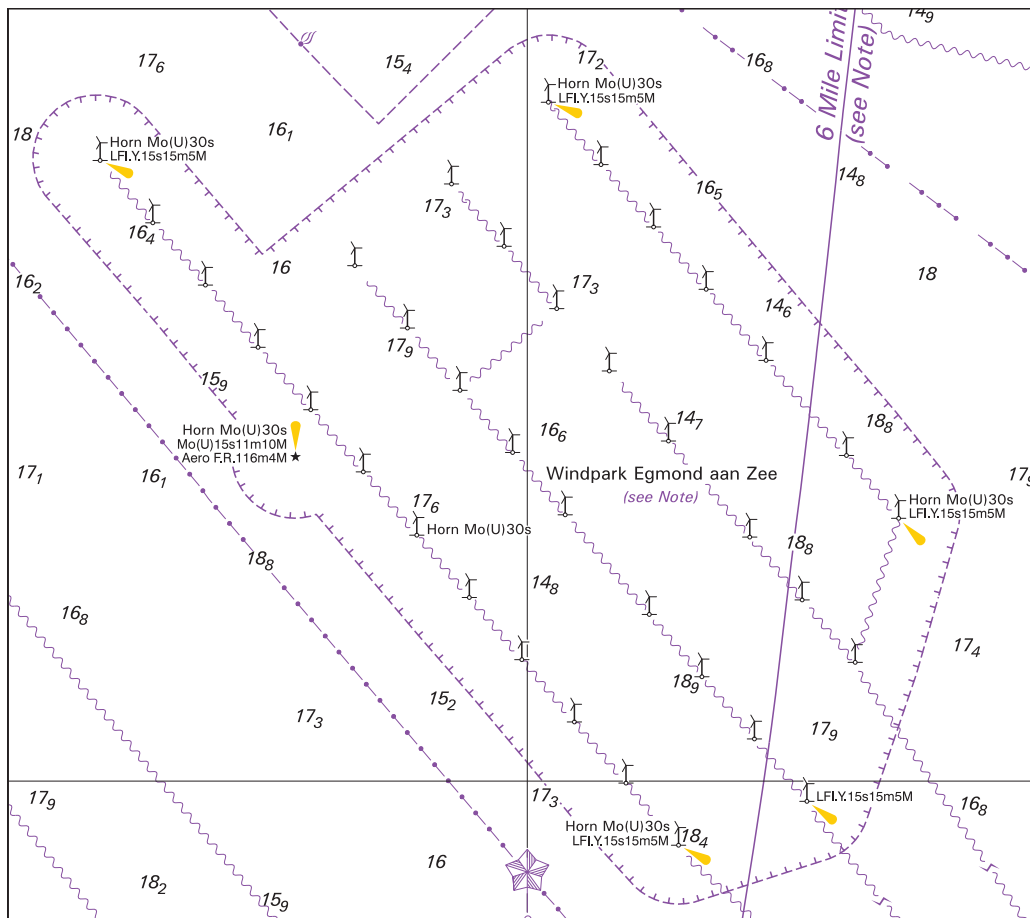 14₉
17₂
17₆
15₄
16₈
6 Mile Limit
(see Note)
Horn Mo(U)30s
LFl.Y.15s15m5M
18
16₁
Horn Mo(U)30s
LFl.Y.15s15m5M
14₈
16₅
17₃
16₄
16
18
16₂
17₃
14₆
17₉
15₉
14₇
18₈
Horn Mo(U)30s
Mo(U)15s11m10M
Aero F.R.116m4M
16₆
17₁
16₁
Windpark Egmond aan Zee
(see Note)
17₉
17₆
Horn Mo(U)30s
Horn Mo(U)30s
LFl.Y.15s15m5M
18₈
18₈
14₈
16₈
17₄
18₉
15₂
17₃
17₉
17₉
17₃
LFl.Y.15s15m5M
16₈
Horn Mo(U)30s
LFl.Y.15s15m5M
18₄
16
18₂
15₉